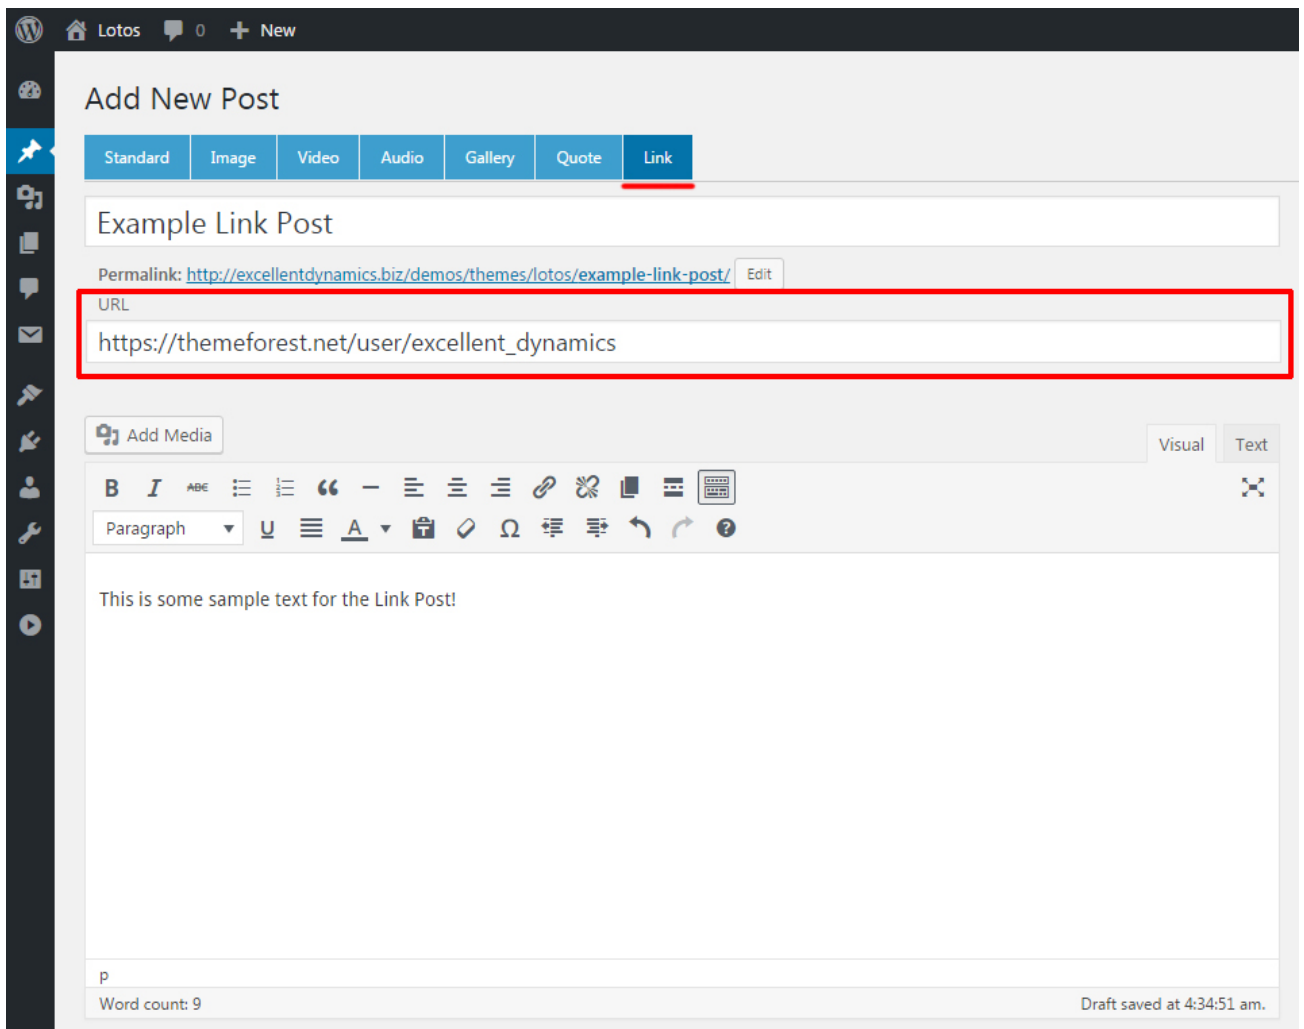 Lotos 0 New
Add New Post
Standard Image Video Audio Gallery Quote Link
Example Link Post
Permalink: http://excellentdynamics.biz/demos/themes/lotos/example-link-post/ Edit
URL
https://themeforest.net/user/excellent_dynamics
Add Media
Visual Text
B I ABC
Paragraph U A Ω
This is some sample text for the Link Post!
p
Word count: 9 Draft saved at 4:34:51 am.